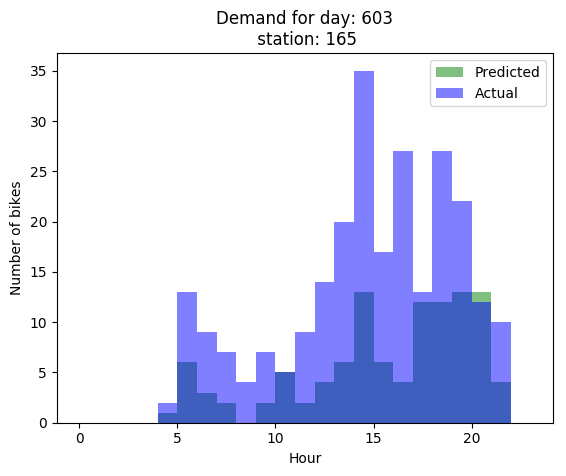 Demand for day: 603
station: 165
Predicted
Actual
Number of bikes
35
30
25
20
15
10
5
0
0 5 10 15 20
Hour